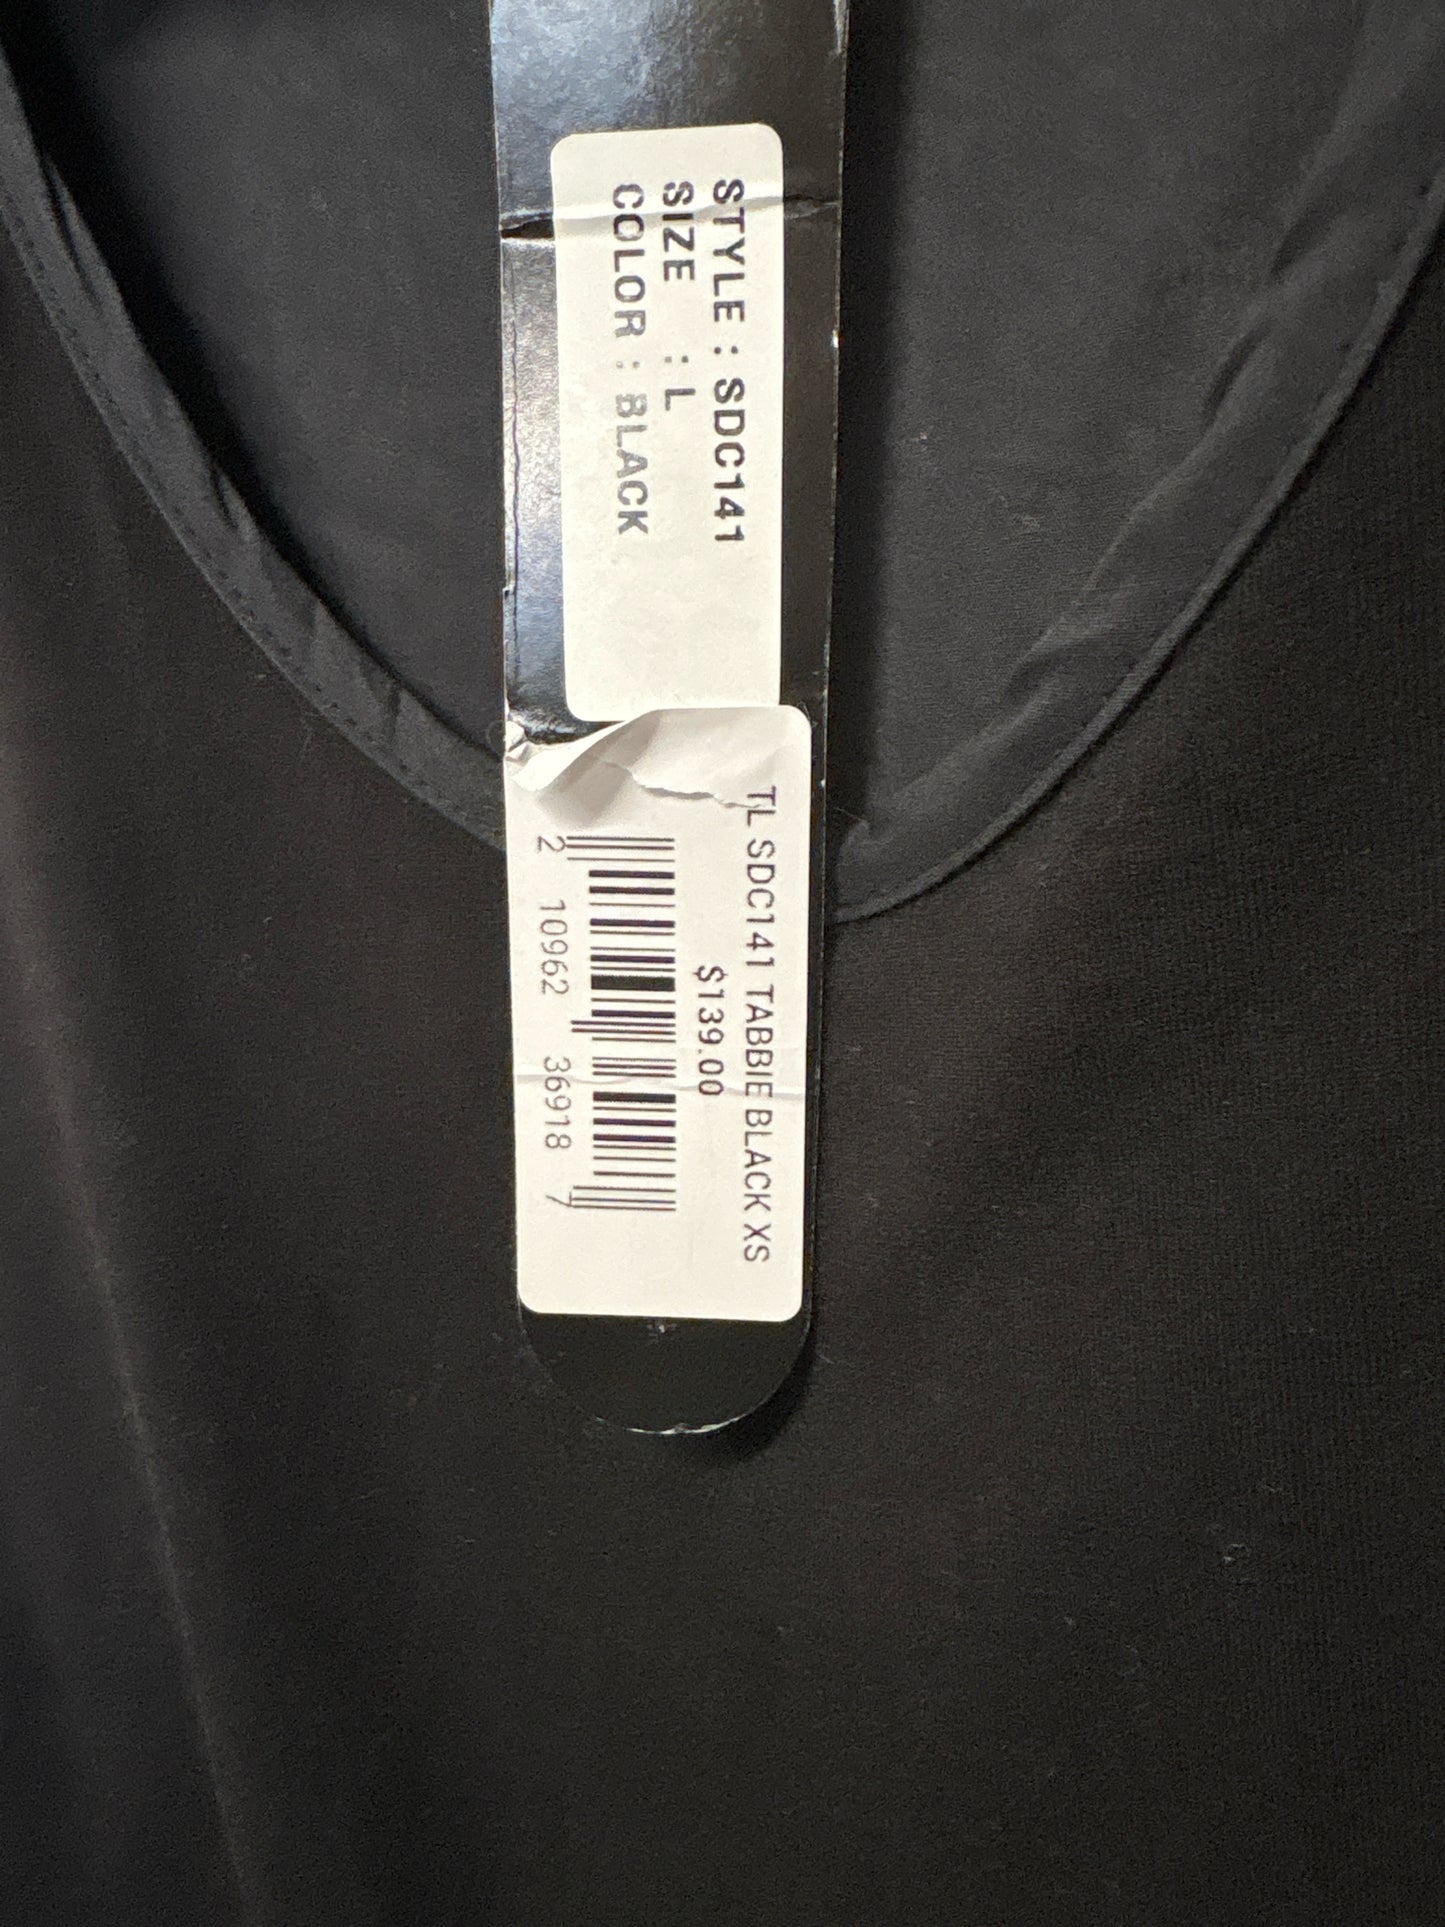 STYLE : SDC141
SIZE : L
COLOR : BLACK
TL SDC141 TABBIE BLACK XS
$139.00
2 10962 36918 7